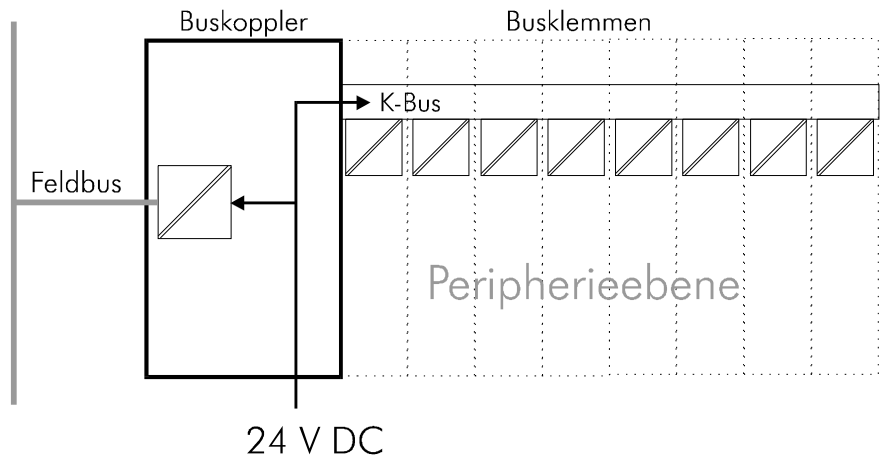 Buskoppler
Busklemmen
K-Bus
Feldbus
Peripherieebene
24 V DC